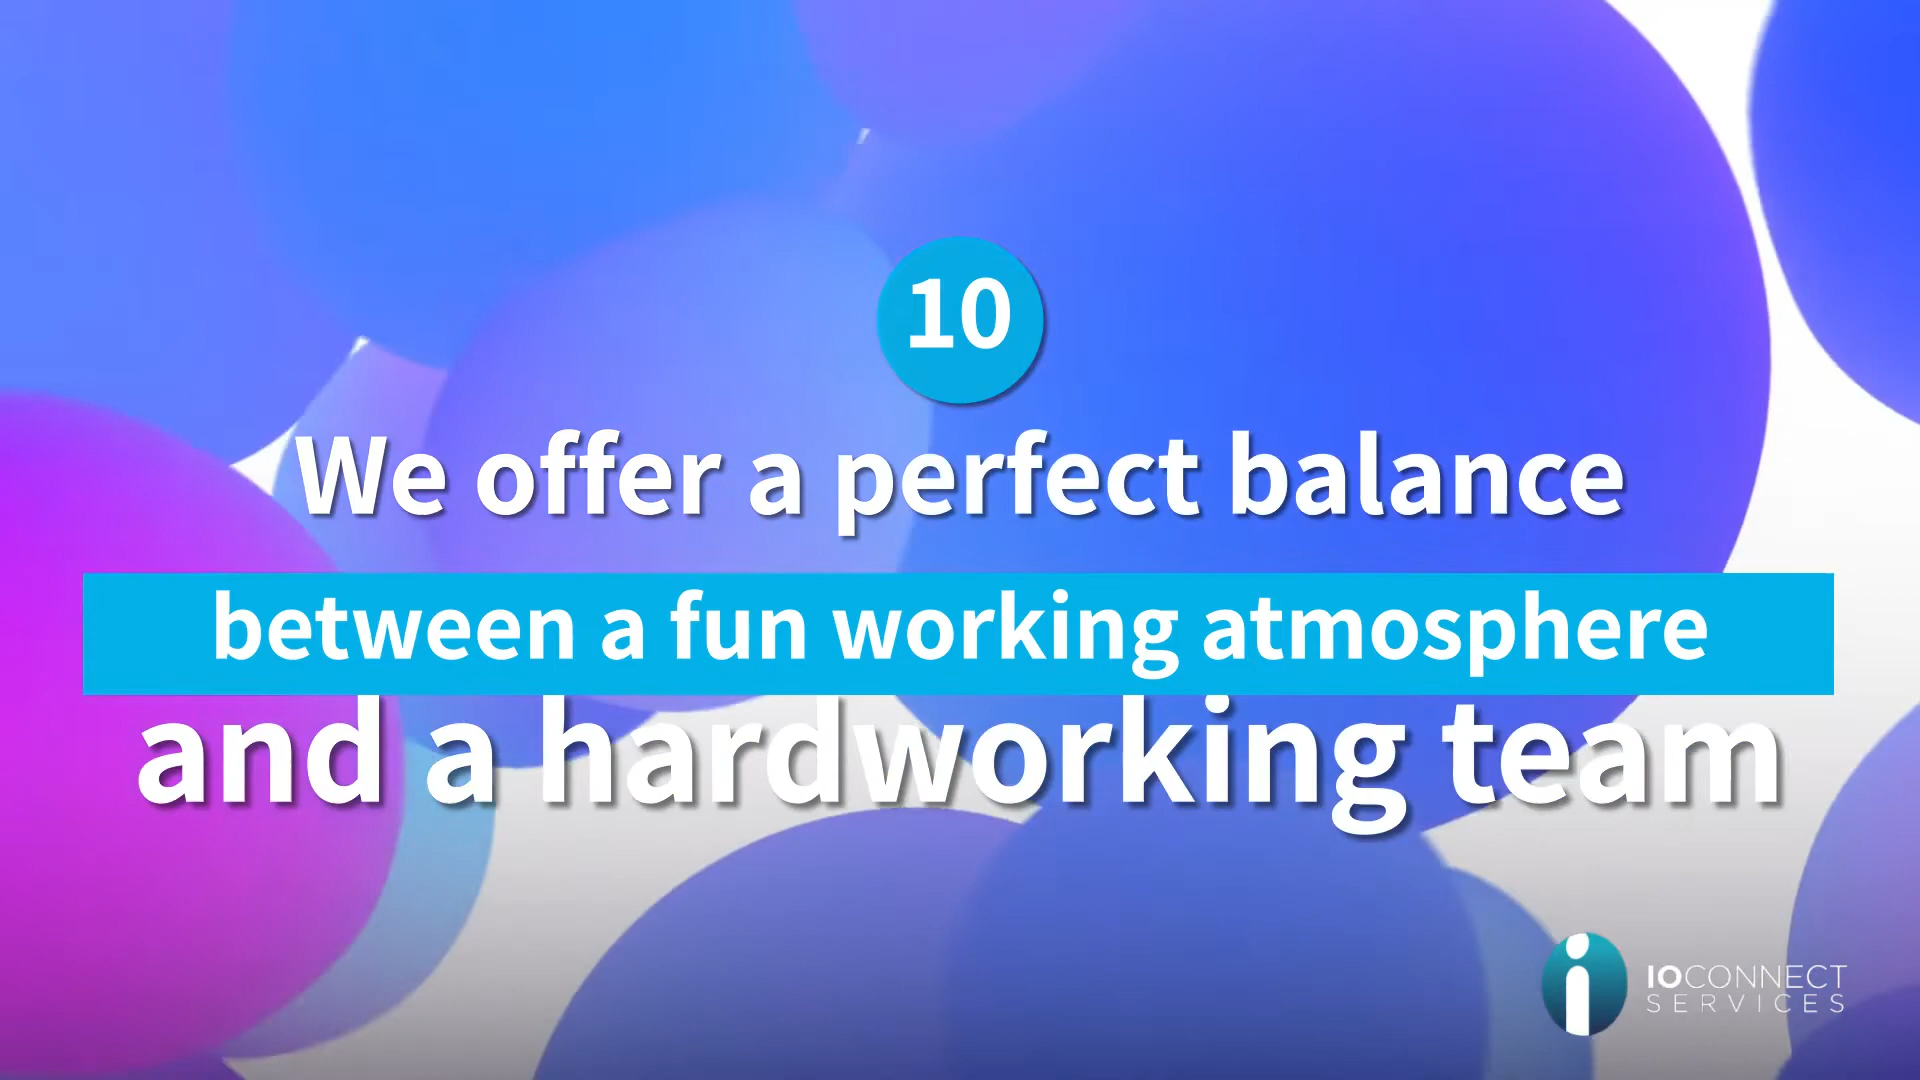 10
We offer a perfect balance
between a fun working atmosphere
and a hardworking team
IOCONNECT
SERVICES